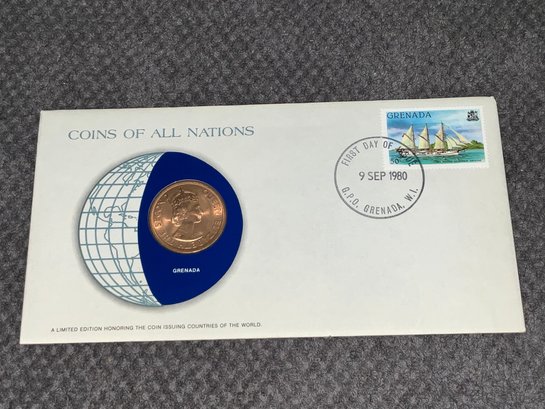 COINS OF ALL NATIONS
GRENADA
A LIMITED EDITION HONORING THE COIN ISSUING COUNTRIES OF THE WORLD.
GRENADA
FIRST DAY OF ISSUE
9 SEP 1980
G.P.O. GRENADA, W.I.